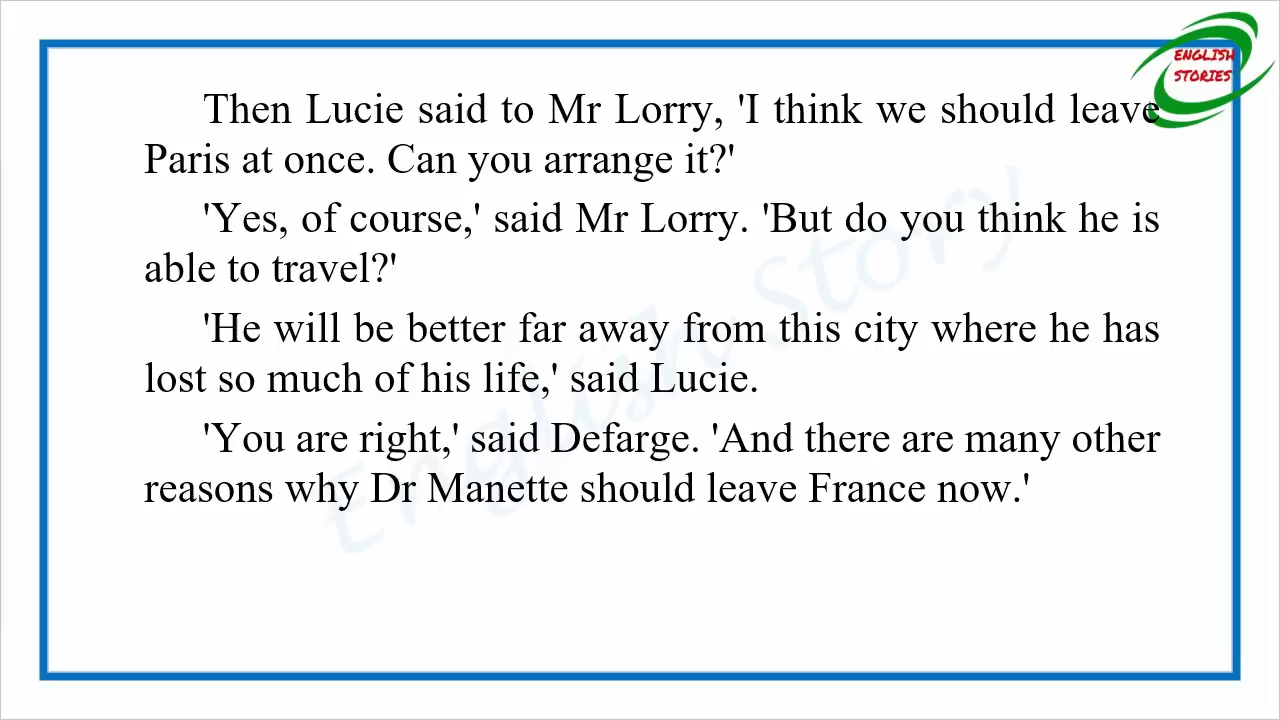 ENGLISH
STORIES
Then Lucie said to Mr Lorry, 'I think we should leave
Paris at once. Can you arrange it?'
'Yes, of course,' said Mr Lorry. 'But do you think he is
able to travel?'
'He will be better far away from this city where he has
lost so much of his life,' said Lucie.
'You are right,' said Defarge. 'And there are many other
reasons why Dr Manette should leave France now.'
English Story